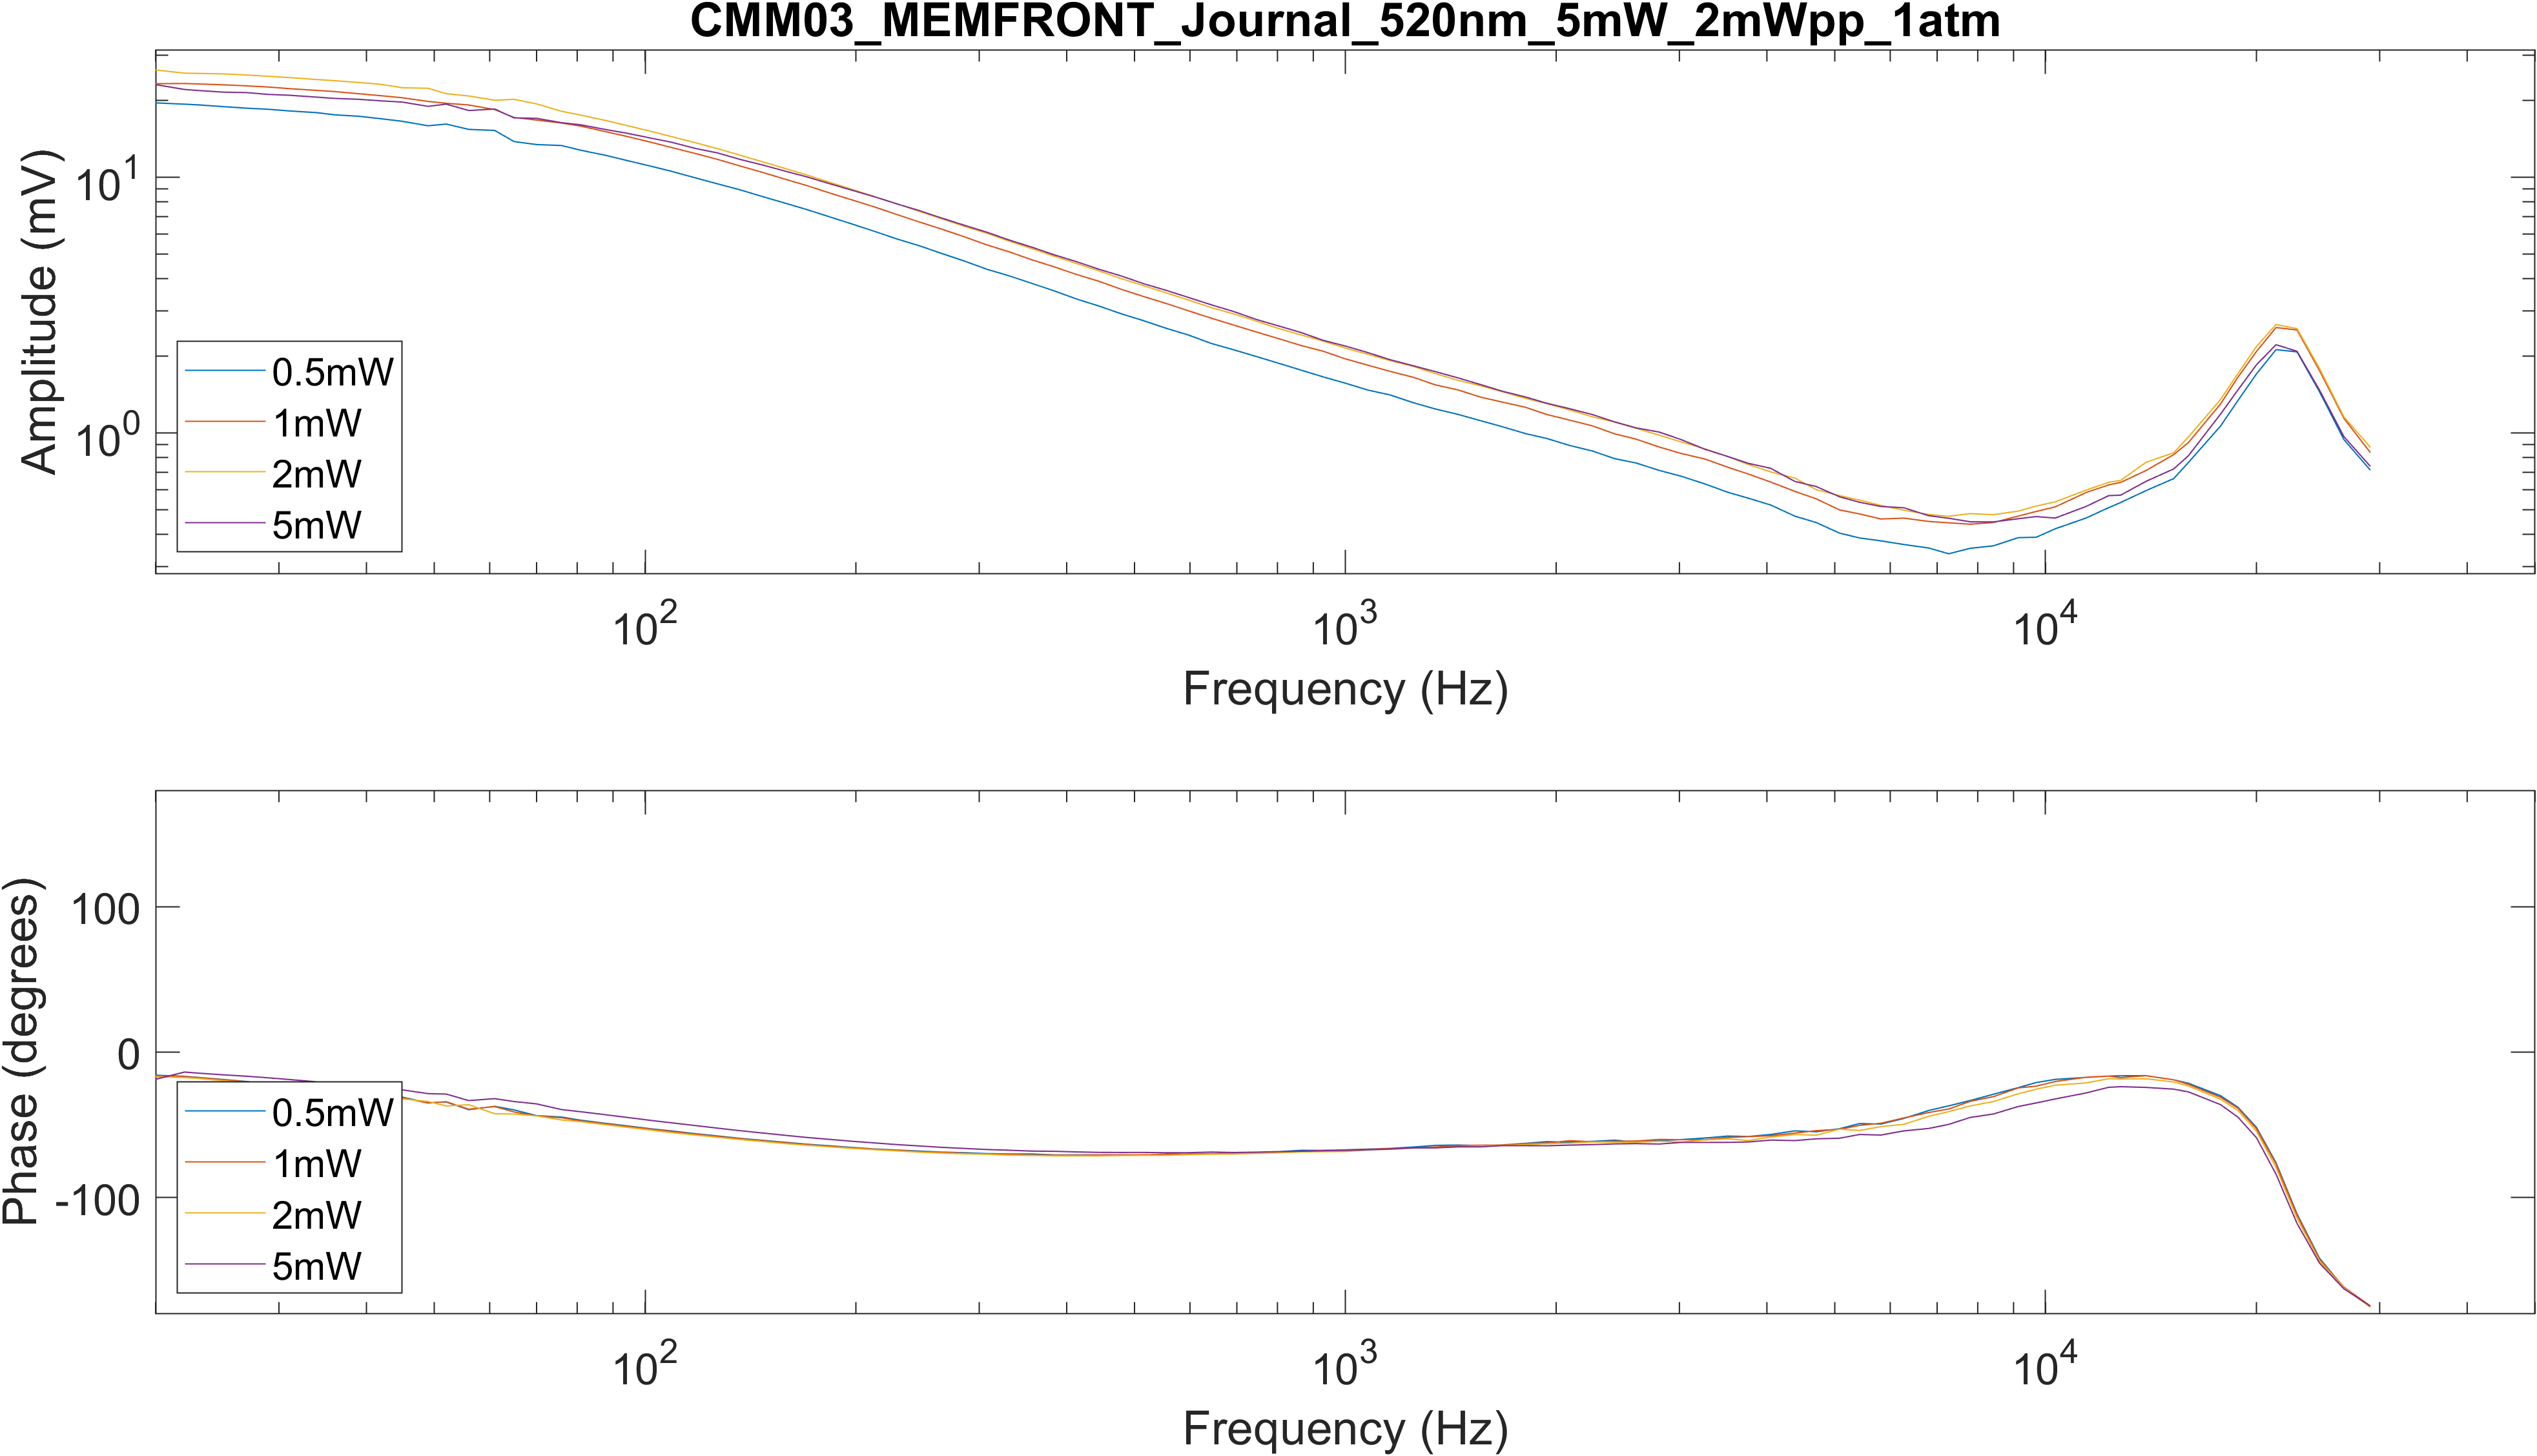 CMM03_MEMFRONT_Journal_520nm_5mW_2mWpp_1atm
Amplitude (mV)
10^1
10^0
0.5mW
1mW
2mW
5mW
10^2
10^3
10^4
Frequency (Hz)
Phase (degrees)
100
0
-100
0.5mW
1mW
2mW
5mW
10^2
10^3
10^4
Frequency (Hz)